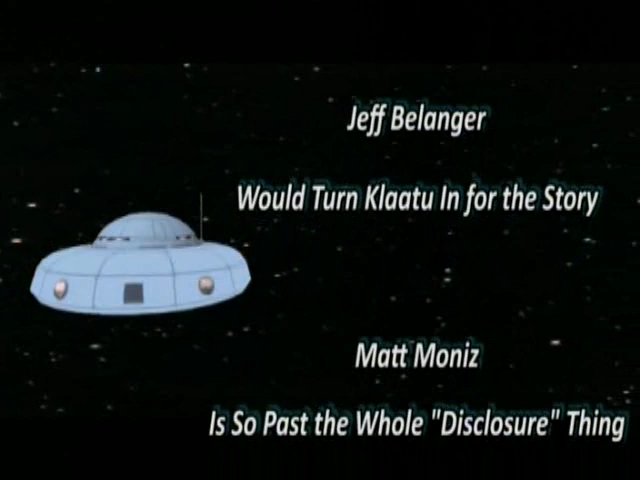 Jeff Belanger
Would Turn Klaatu In for the Story
Matt Moniz
Is So Past the Whole "Disclosure" Thing